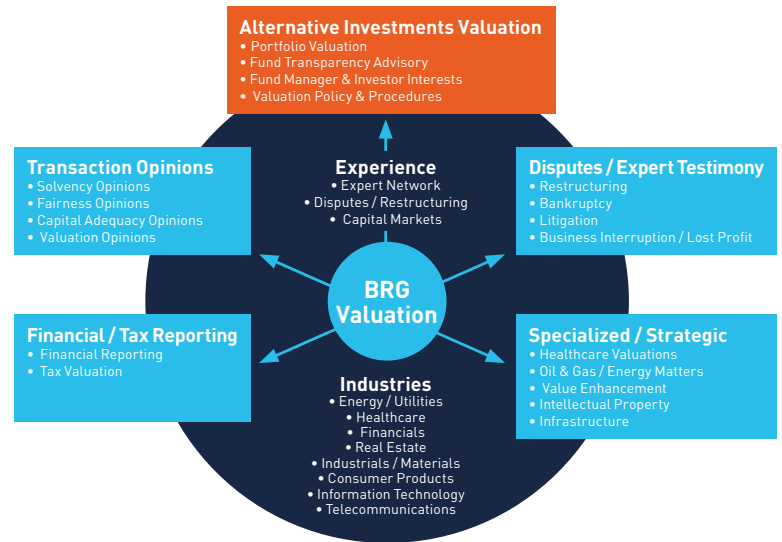 Alternative Investments Valuation
• Portfolio Valuation
• Fund Transparency Advisory
• Fund Manager & Investor Interests
• Valuation Policy & Procedures
Transaction Opinions
• Solvency Opinions
• Fairness Opinions
• Capital Adequacy Opinions
• Valuation Opinions
Experience
• Expert Network
• Disputes / Restructuring
• Capital Markets
Disputes / Expert Testimony
• Restructuring
• Bankruptcy
• Litigation
• Business Interruption / Lost Profit
BRG
Valuation
Financial / Tax Reporting
• Financial Reporting
• Tax Valuation
Specialized / Strategic
• Healthcare Valuations
• Oil & Gas / Energy Matters
• Value Enhancement
• Intellectual Property
• Infrastructure
Industries
• Energy / Utilities
• Healthcare
• Financials
• Real Estate
• Industrials / Materials
• Consumer Products
• Information Technology
• Telecommunications